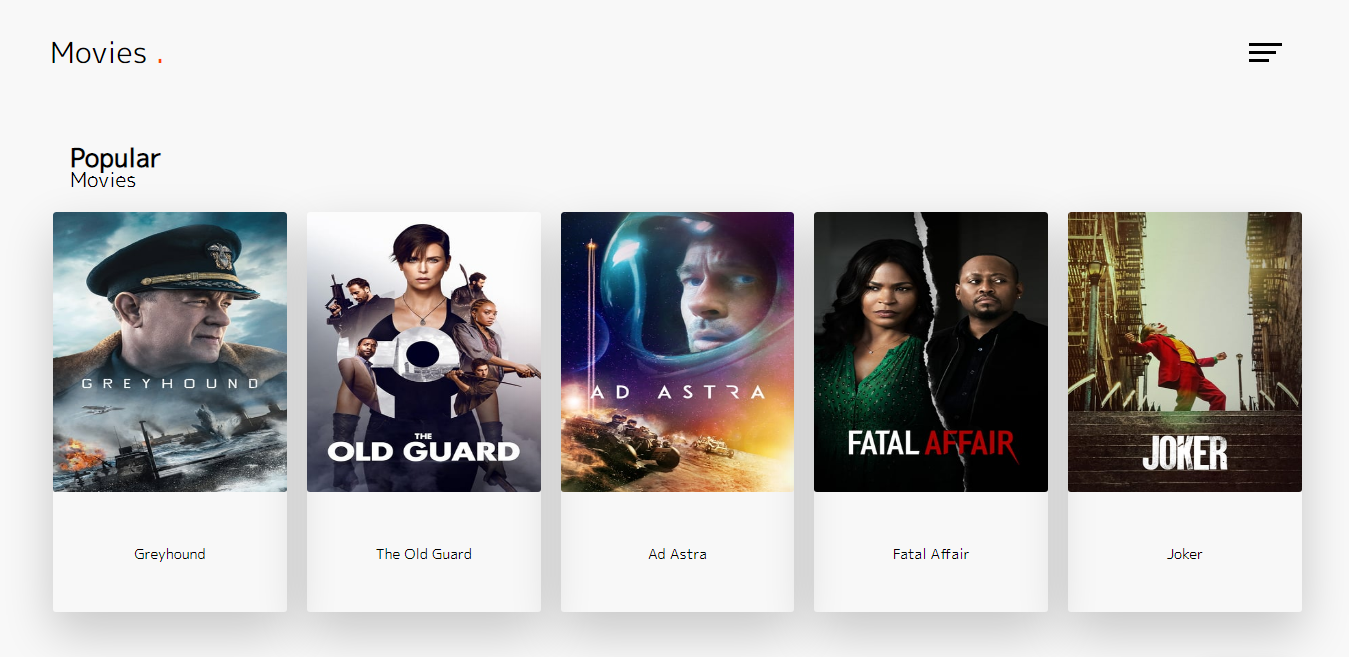 Movies .
Popular
Movies
GREYHOUND
THE
OLD GUARD
AD ASTRA
FATAL AFFAIR
JOKER
Greyhound
The Old Guard
Ad Astra
Fatal Affair
Joker